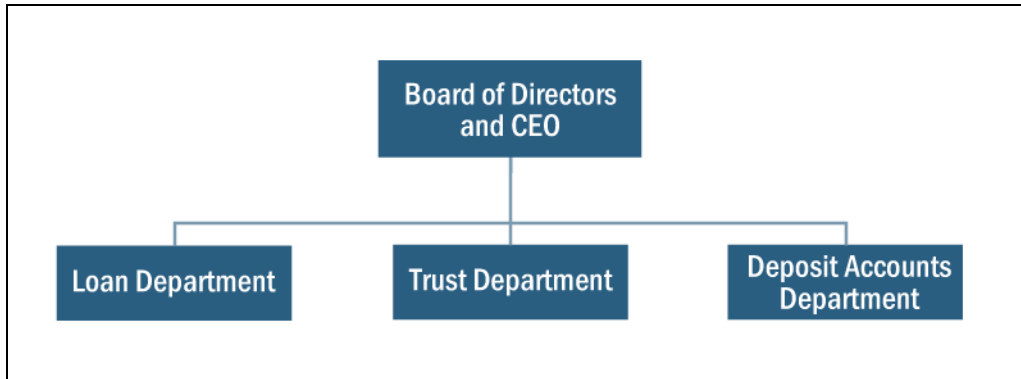 Board of Directors
and CEO
Loan Department
Trust Department
Deposit Accounts
Department